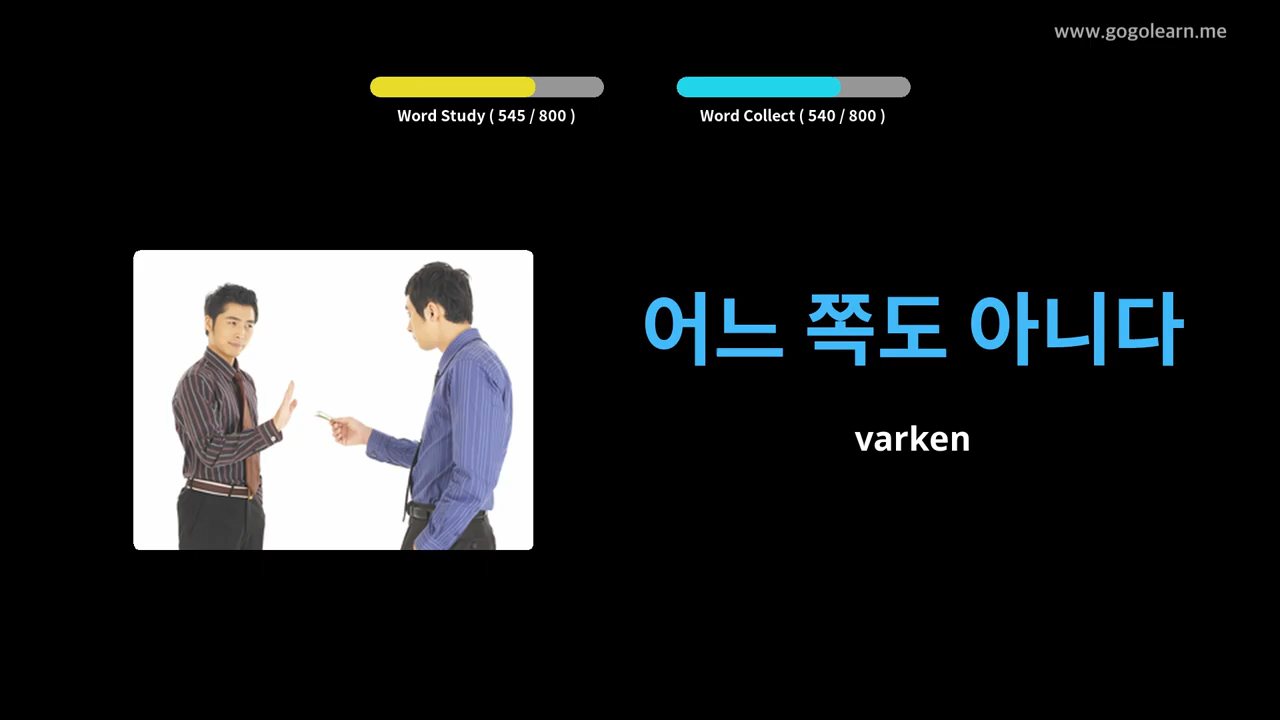 www.gogolearn.me
Word Study ( 545 / 800 )
Word Collect ( 540 / 800 )
어느 쪽도 아니다
varken